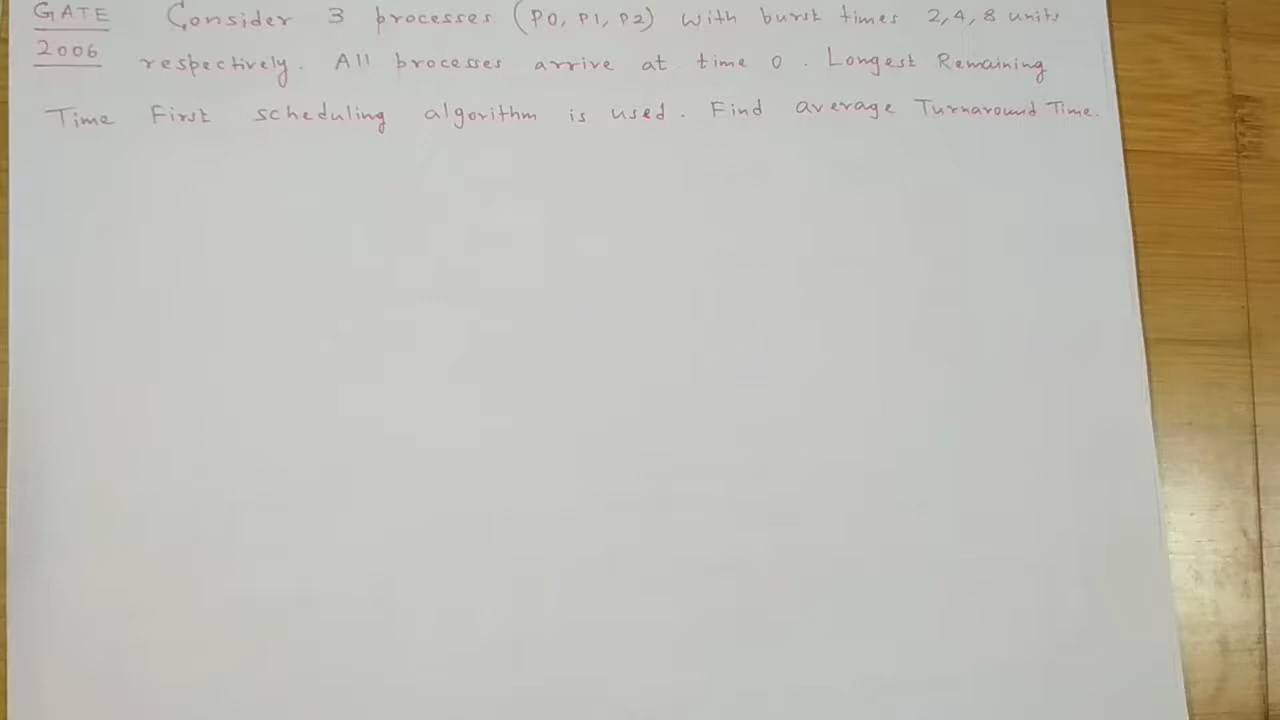 GATE Consider 3 processes (P0, P1, P2) with burst times 2, 4, 8 units
2006 respectively. All processes arrive at time 0. Longest Remaining
Time First scheduling algorithm is used. Find average Turnaround Time.